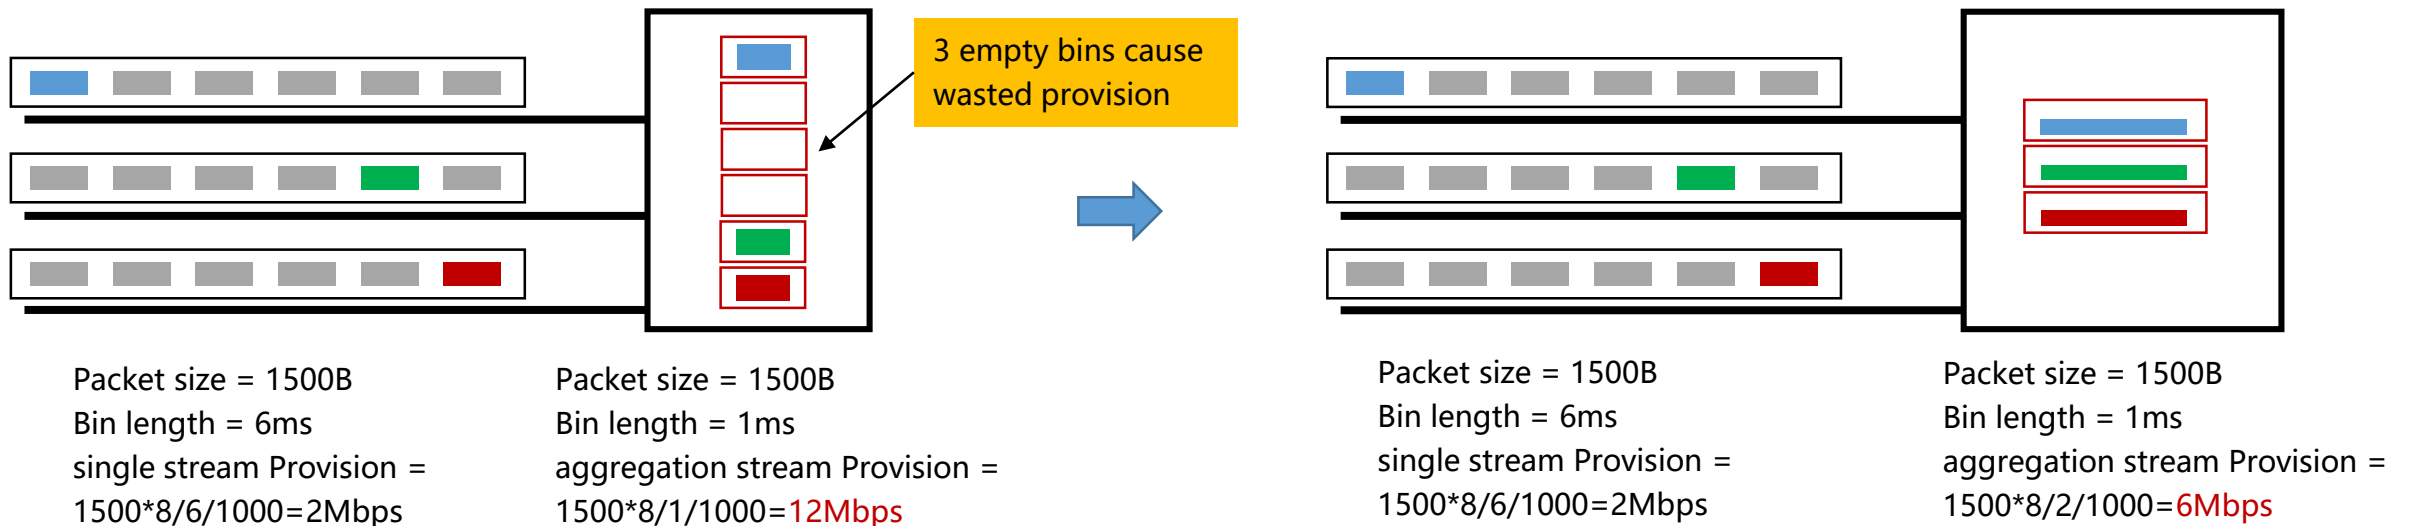 3 empty bins cause
wasted provision
Packet size = 1500B
Bin length = 6ms
single stream Provision =
1500*8/6/1000=2Mbps
Packet size = 1500B
Bin length = 1ms
aggregation stream Provision =
1500*8/1/1000=12Mbps
Packet size = 1500B
Bin length = 6ms
single stream Provision =
1500*8/6/1000=2Mbps
Packet size = 1500B
Bin length = 1ms
aggregation stream Provision =
1500*8/2/1000=6Mbps